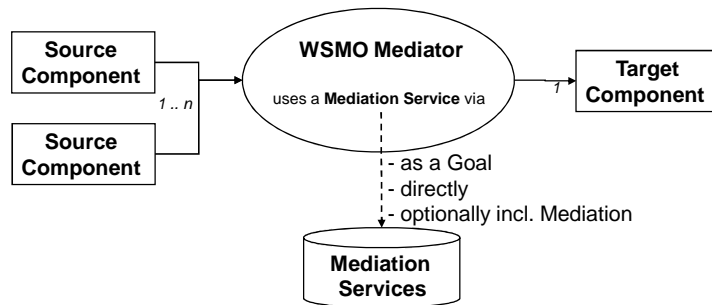 Source
Component
1 .. n
Source
Component
WSMO Mediator
uses a Mediation Service via
1
Target
Component
- as a Goal
- directly
- optionally incl. Mediation
Mediation
Services